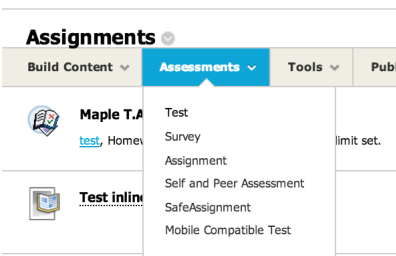 Assignments
Build Content Assessments Tools
Maple T.A
Test
test, Survey limit set.
Assignment
Self and Peer Assessment
Test inline
SafeAssignment
Mobile Compatible Test